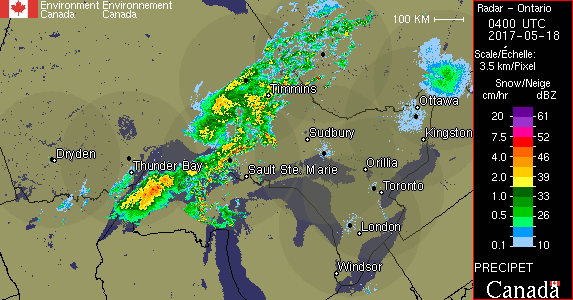 Environment Environnement
Canada Canada
100 KM
Radar - Ontario
0400 UTC
2017-05-18
Scale/Échelle:
3.5 km/Pixel
Snow/Neige
cm/hr dBZ
20 61
7.5 52
4.0 46
2.0 39
1.0 33
0.5 26
0.1 10
PRECIPET
Canada
Timmins
Ottawa
Sudbury
Kingston
Dryden
Thunder Bay
Sault Ste. Marie
Orillia
Toronto
London
Windsor